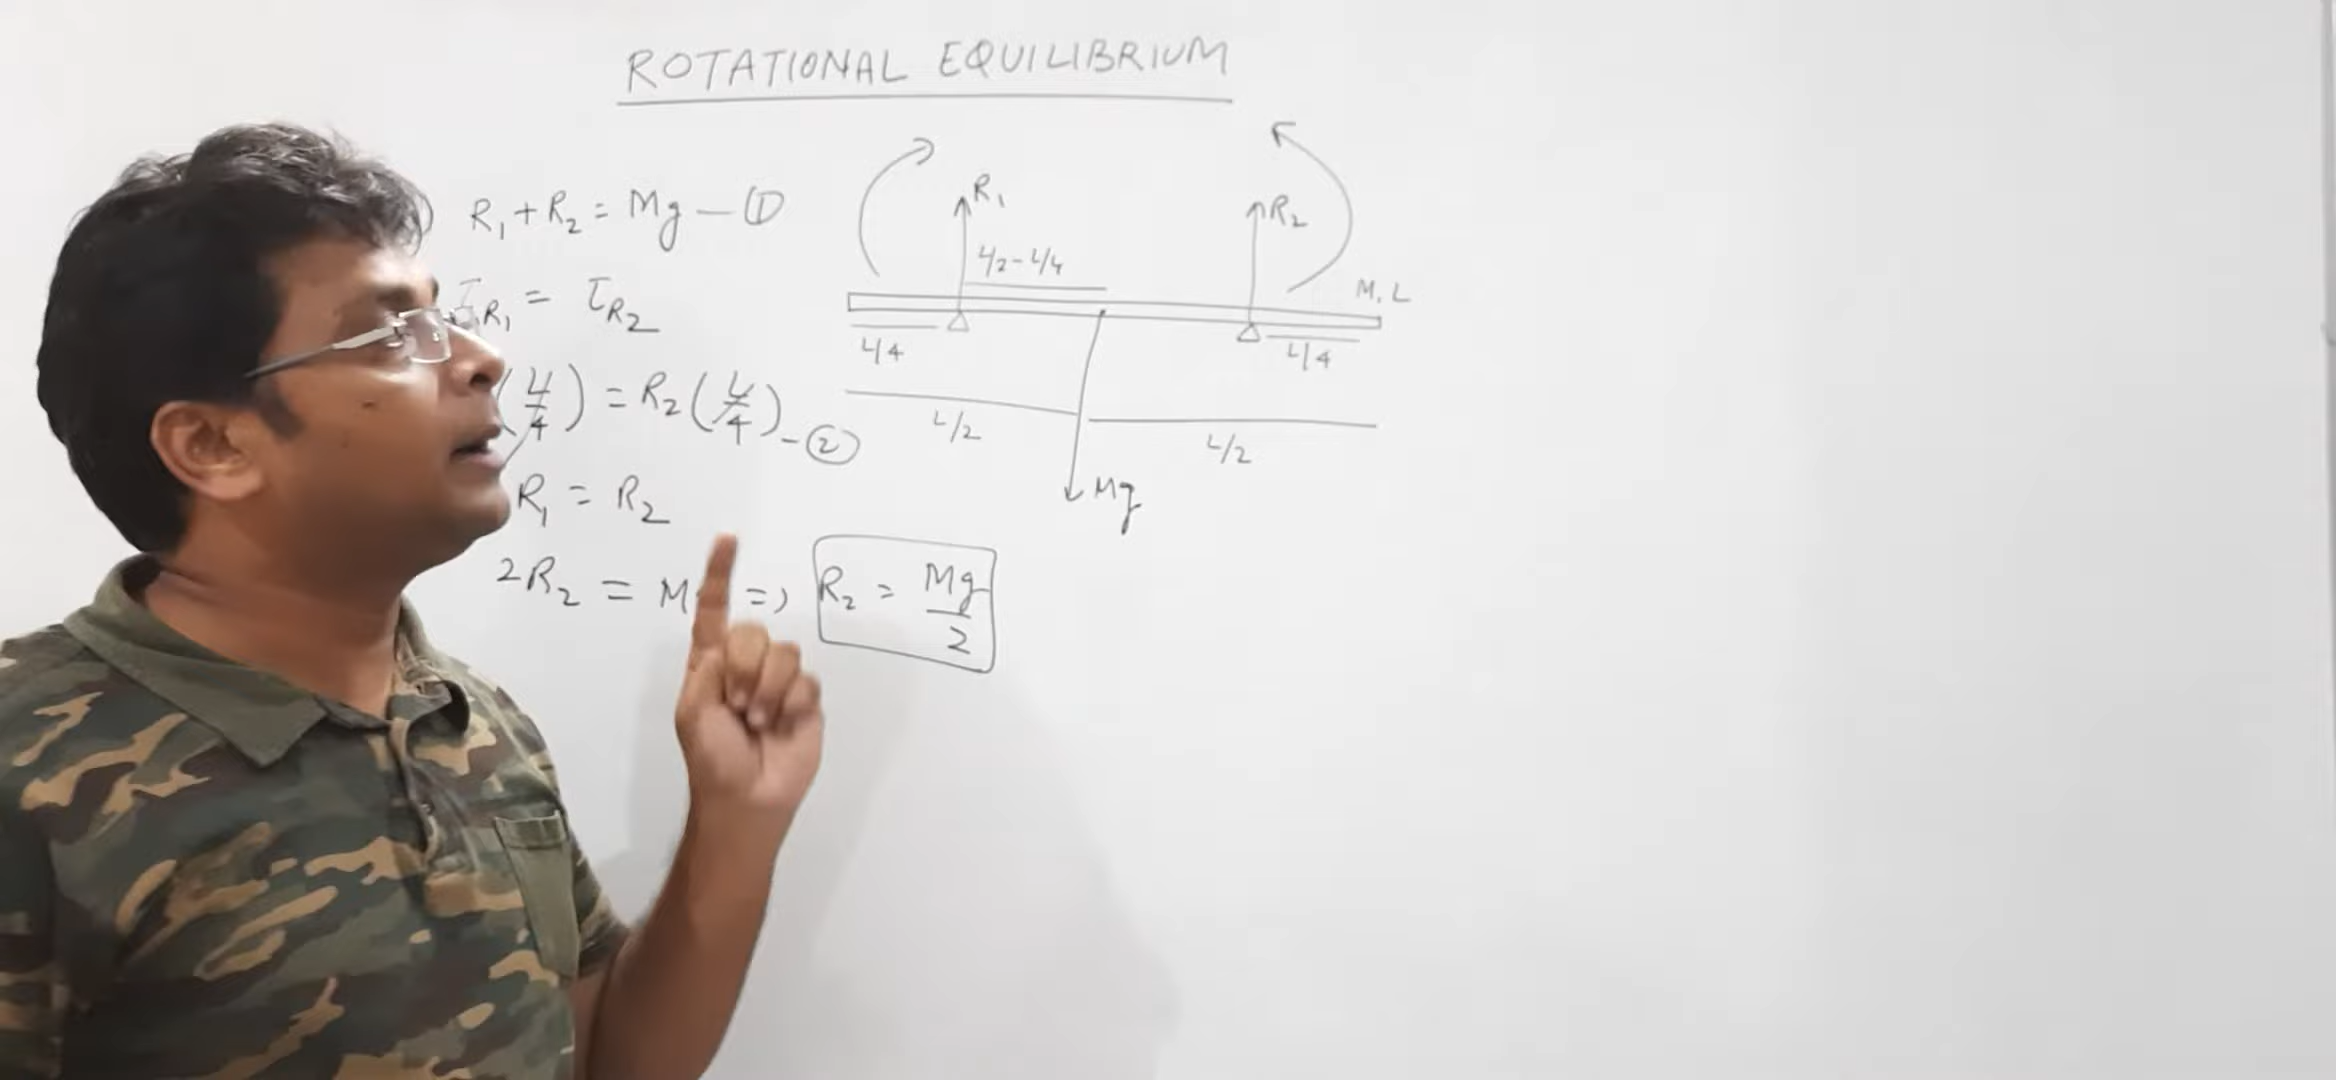 ROTATIONAL EQUILIBRIUM
) R₁ + R₂ = Mg — ①
R₁ = τR₂
(L/4) = R₂ (L/4) — ②
R₁ = R₂
2R₂ = M => R₂ = Mg/2
R₁
R₂
L/2 - L/4
M, L
L/4
L/4
L/2
L/2
Mg